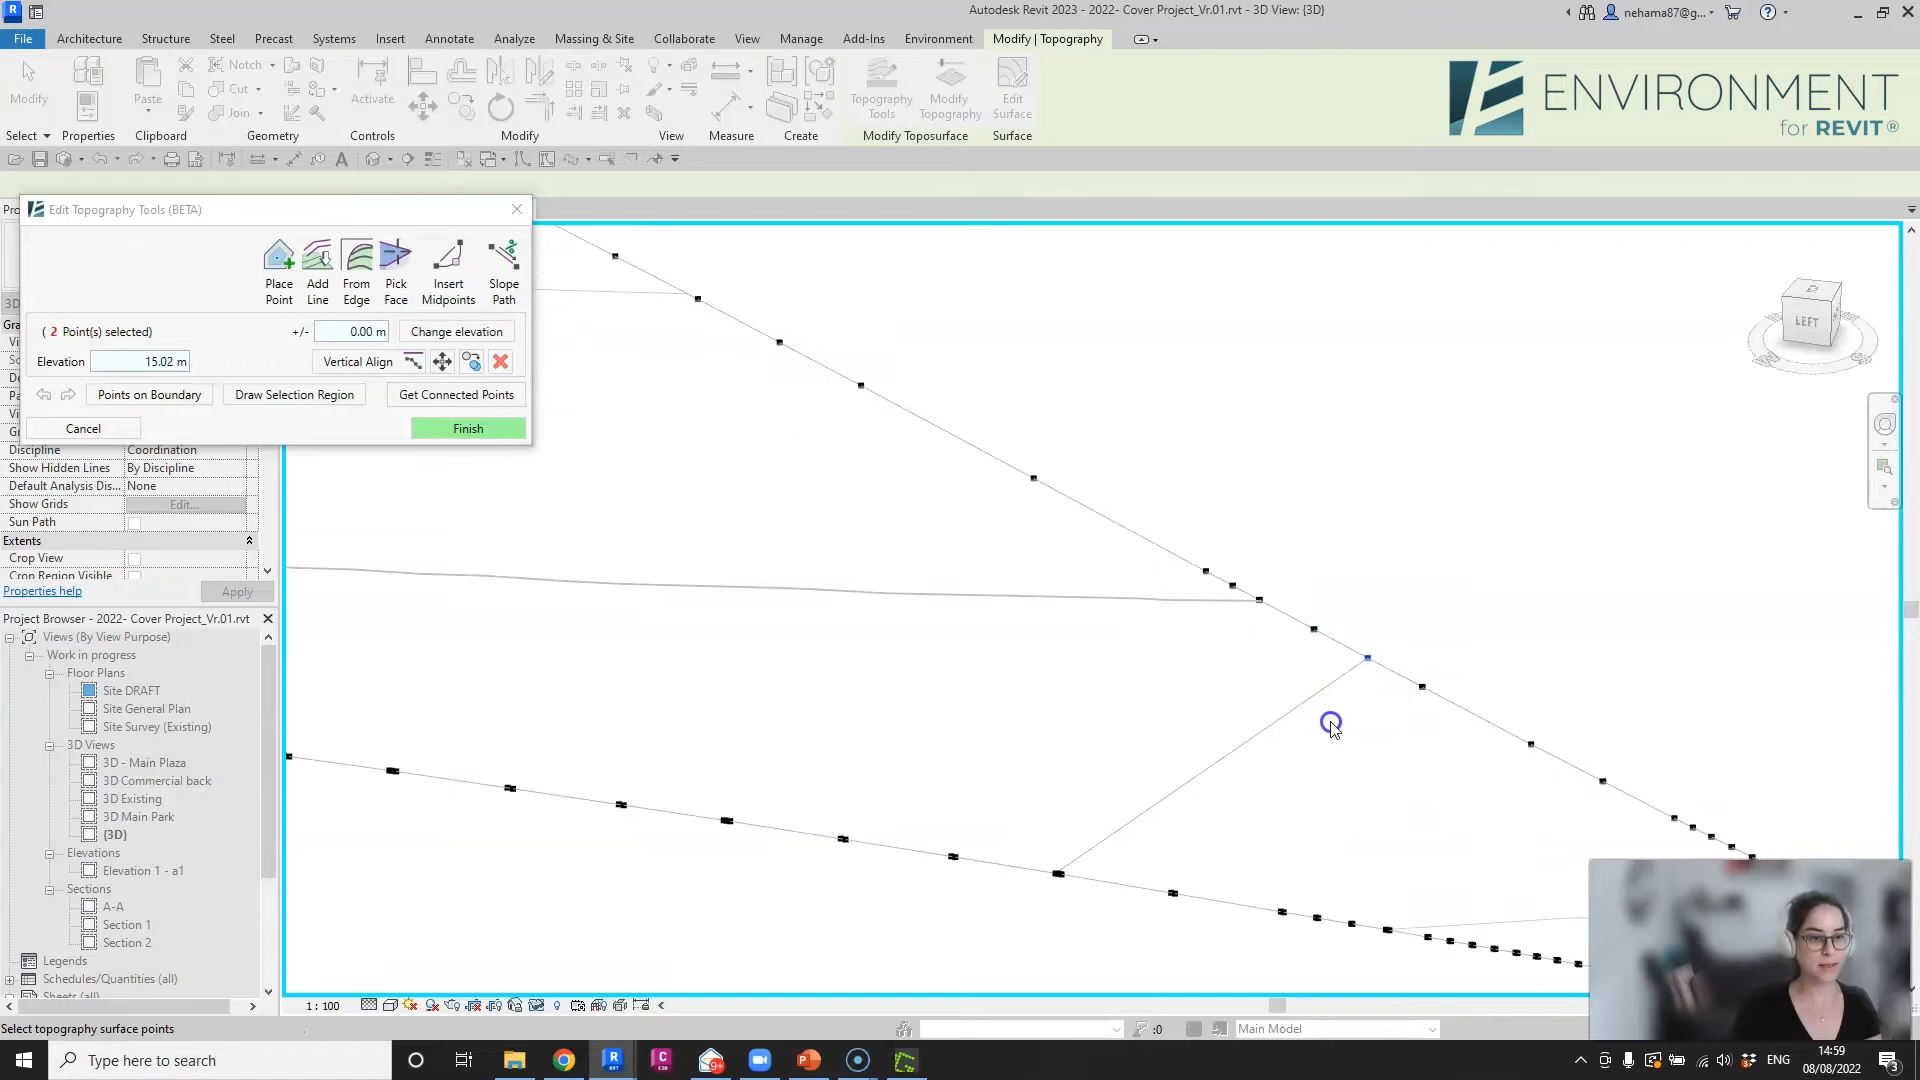 Autodesk Revit 2023 - 2022- Cover Project_Vr.01.rvt - 3D View: {3D}
nehama87@g...
File Architecture Structure Steel Precast Systems Insert Annotate Analyze Massing & Site Collaborate View Manage Add-Ins Environment Modify | Topography
Modify
Paste
Notch
Cut
Join
Activate
Topography Tools
Modify Topography
Edit Surface
Select Properties Clipboard Geometry Controls Modify View Measure Create Modify Toposurface Surface
ENVIRONMENT
for REVIT®
Edit Topography Tools (BETA)
Place Point
Add Line
From Edge
Pick Face
Insert Midpoints
Slope Path
( 2 Point(s) selected)
+/- 0.00 m Change elevation
Elevation 15.02 m
Vertical Align
Points on Boundary Draw Selection Region Get Connected Points
Cancel Finish
Discipline Coordination
Show Hidden Lines By Discipline
Default Analysis Dis... None
Show Grids Edit...
Sun Path
Extents
Crop View
Crop Region Visible
Properties help Apply
Project Browser - 2022- Cover Project_Vr.01.rvt
Views (By View Purpose)
Work in progress
Floor Plans
Site DRAFT
Site General Plan
Site Survey (Existing)
3D Views
3D - Main Plaza
3D Commercial back
3D Existing
3D Main Park
{3D}
Elevations
Elevation 1 - a1
Sections
A-A
Section 1
Section 2
Legends
Schedules/Quantities (all)
Sheets (all)
LEFT
1 : 100
Select topography surface points
:0
Main Model
Type here to search
ENG
14:59
08/08/2022